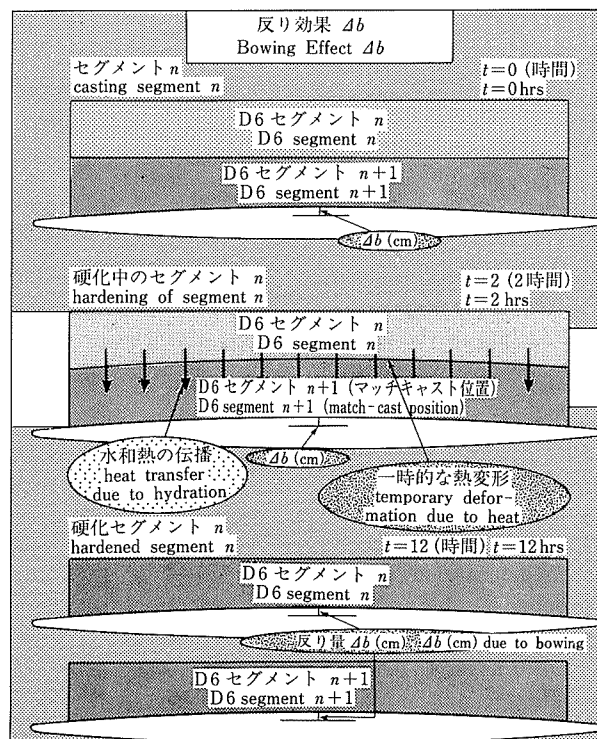 反り効果 Δb
Bowing Effect Δb
セグメント n
casting segment n
t=0 (時間)
t=0 hrs
D6 セグメント n
D6 segment n
D6 セグメント n+1
D6 segment n+1
Δb (cm)
硬化中のセグメント n
hardening of segment n
t=2 (2時間)
t=2 hrs
D6 セグメント n
D6 segment n
D6 セグメント n+1 (マッチキャスト位置)
D6 segment n+1 (match-cast position)
水和熱の伝播
heat transfer
due to hydration
Δb (cm)
一時的な熱変形
temporary defor-
mation due to heat
硬化セグメント n
hardened segment n
t=12 (時間) t=12 hrs
D6 セグメント n
D6 segment n
反り量 Δb (cm) Δb (cm) due to bowing
D6 セグメント n+1
D6 segment n+1